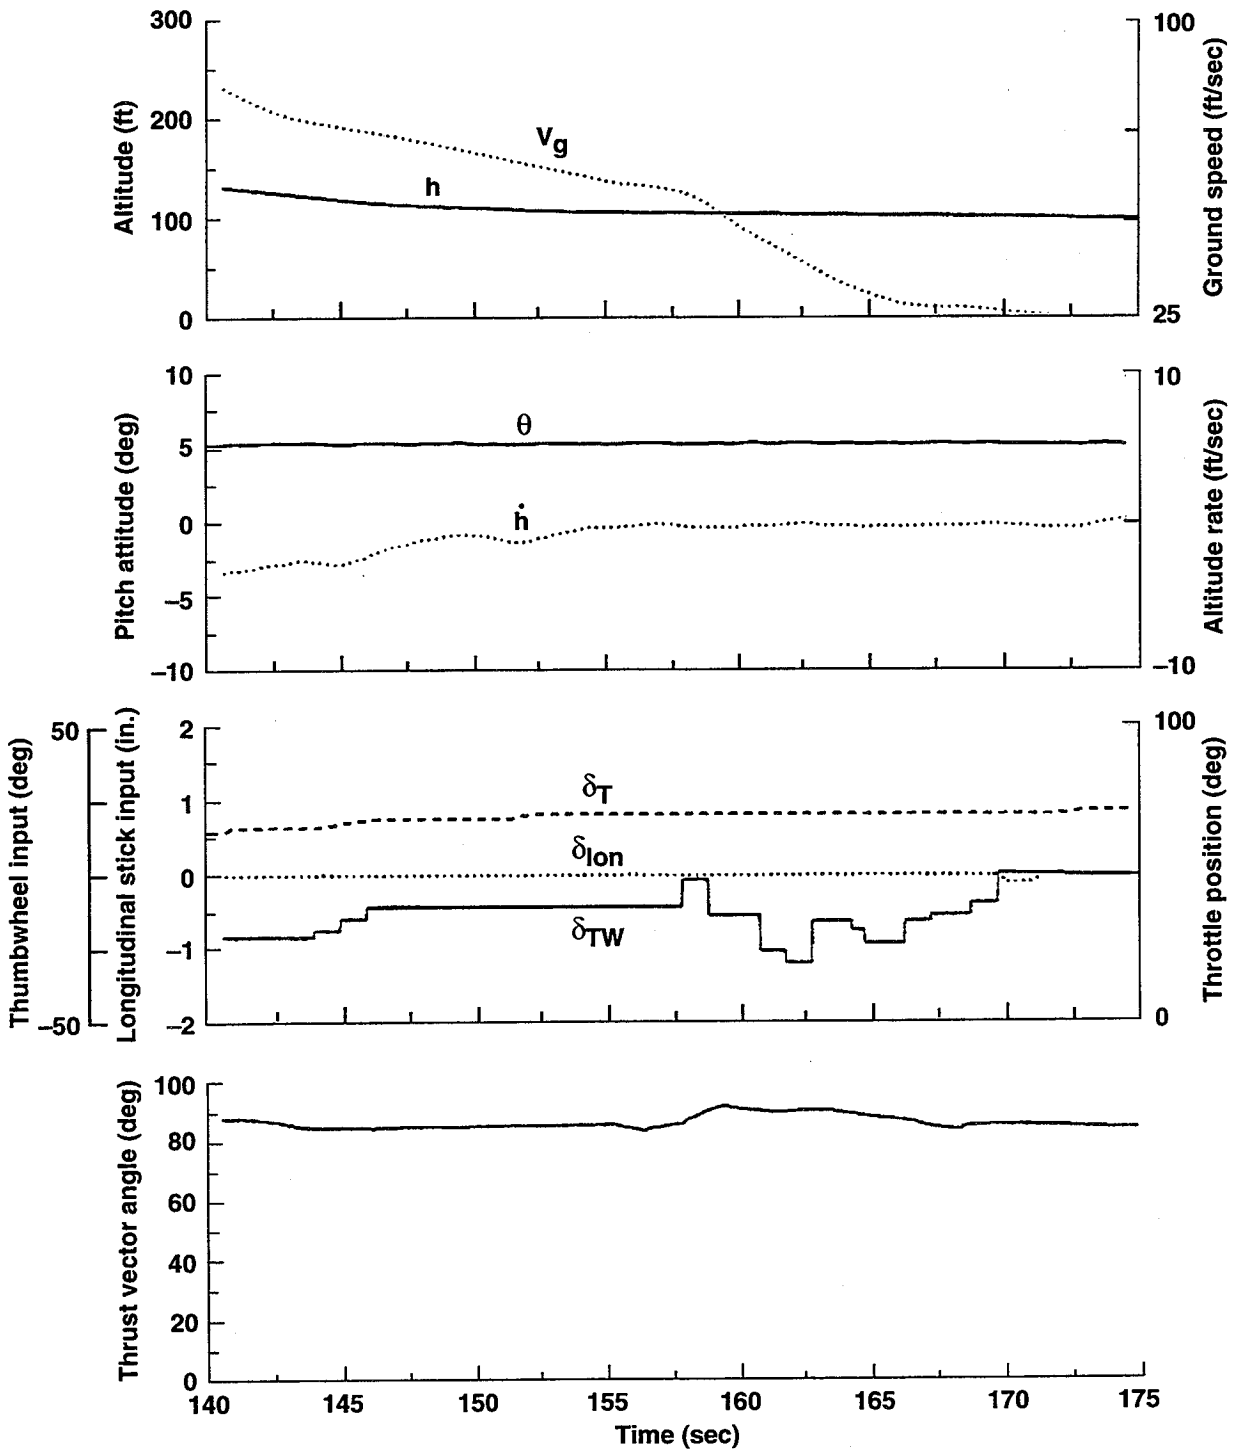 300
200
100
0
Altitude (ft)
Vg
h
100
25
Ground speed (ft/sec)
10
5
0
–5
–10
Pitch attitude (deg)
θ
ḣ
10
–10
Altitude rate (ft/sec)
50
–50
Thumbwheel input (deg)
2
1
0
–1
–2
Longitudinal stick input (in.)
δT
δlon
δTW
100
0
Throttle position (deg)
100
80
60
40
20
0
Thrust vector angle (deg)
140 145 150 155 160 165 170 175
Time (sec)